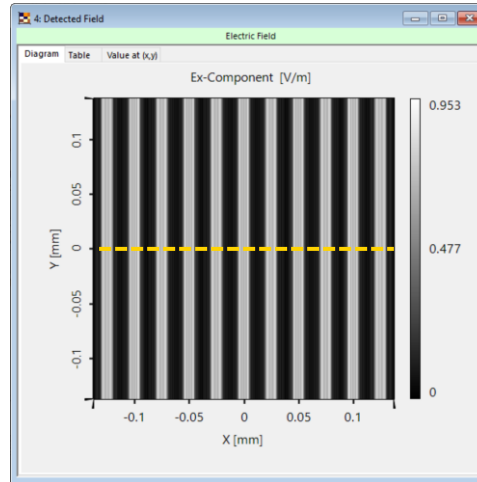 4: Detected Field
Electric Field
Diagram Table Value at (x,y)
Ex-Component [V/m]
0.953
0.477
0
0.1
0.05
0
-0.05
-0.1
Y [mm]
-0.1 -0.05 0 0.05 0.1
X [mm]